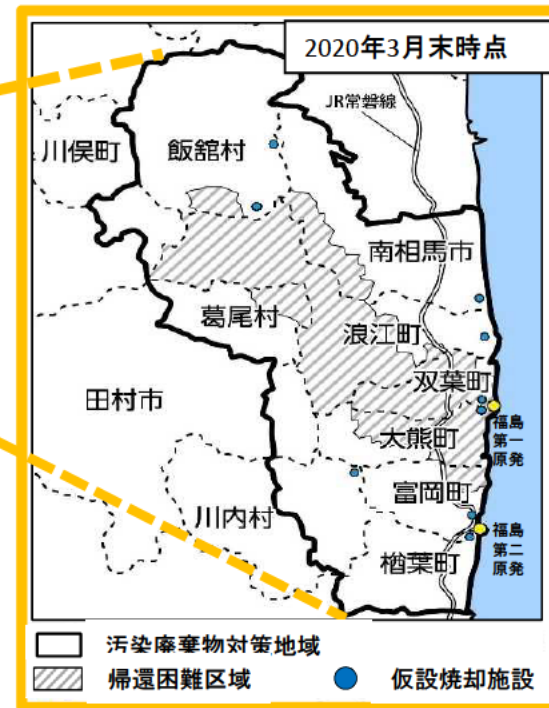 2020年3月末時点
JR常磐線
川俣町
飯舘村
南相馬市
葛尾村
浪江町
双葉町
田村市
福島
第一
原発
大熊町
富岡町
川内村
福島
第二
原発
楢葉町
汚染廃棄物対策地域
帰還困難区域
仮設焼却施設